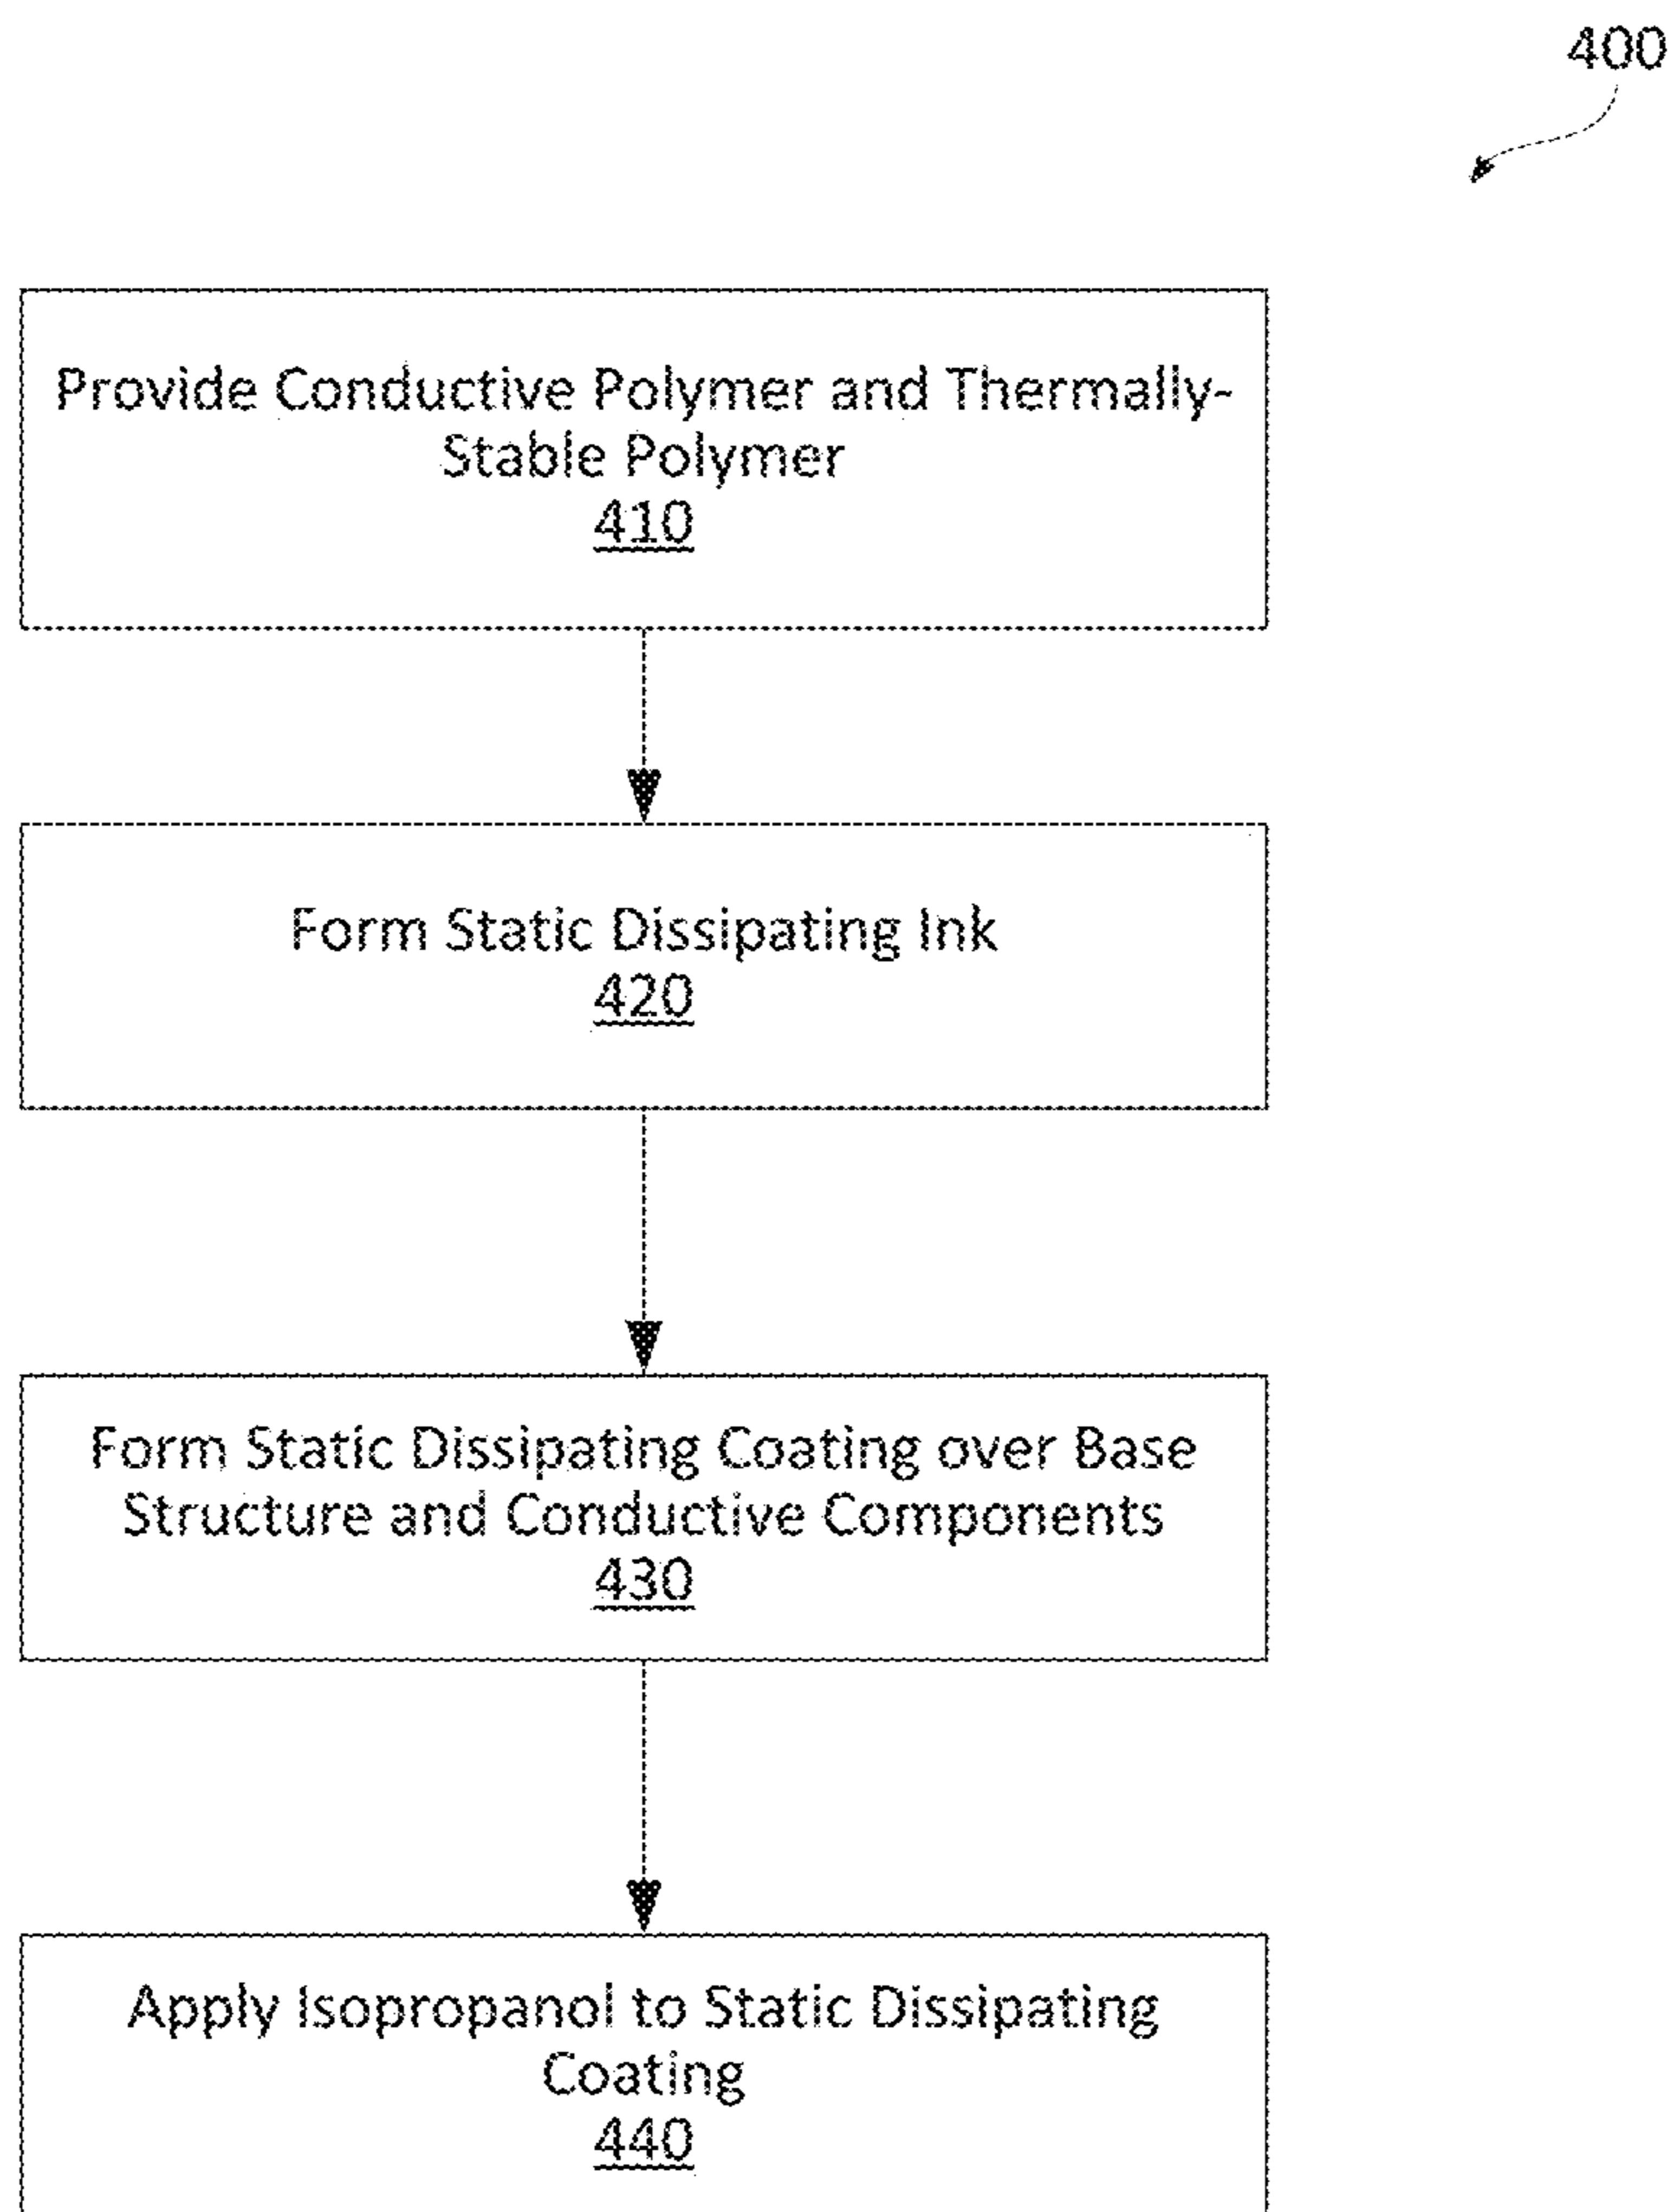 400
Provide Conductive Polymer and Thermally-
Stable Polymer
410
Form Static Dissipating Ink
420
Form Static Dissipating Coating over Base
Structure and Conductive Components
430
Apply Isopropanol to Static Dissipating
Coating
440